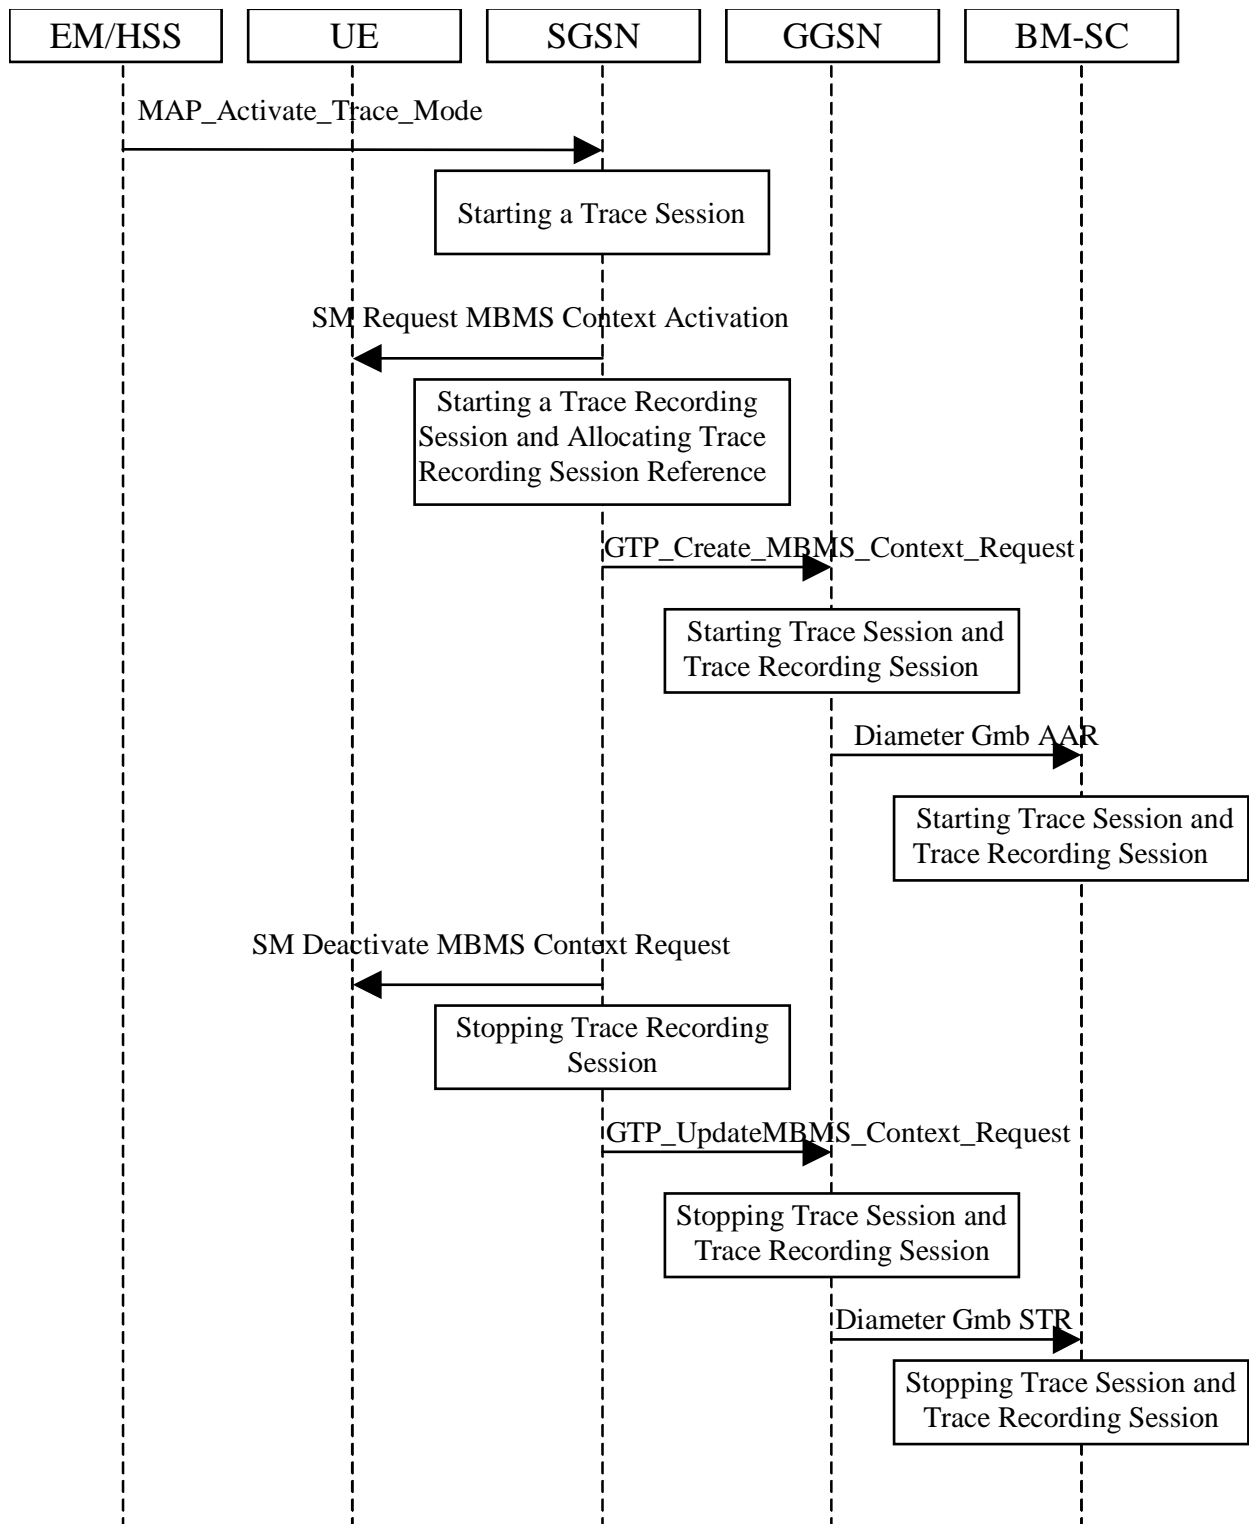 EM/HSS
UE
SGSN
GGSN
BM-SC
MAP_Activate_Trace_Mode
Starting a Trace Session
SM Request MBMS Context Activation
Starting a Trace Recording
Session and Allocating Trace
Recording Session Reference
GTP_Create_MBMS_Context_Request
Starting Trace Session and
Trace Recording Session
Diameter Gmb AAR
Starting Trace Session and
Trace Recording Session
SM Deactivate MBMS Context Request
Stopping Trace Recording
Session
GTP_UpdateMBMS_Context_Request
Stopping Trace Session and
Trace Recording Session
Diameter Gmb STR
Stopping Trace Session and
Trace Recording Session